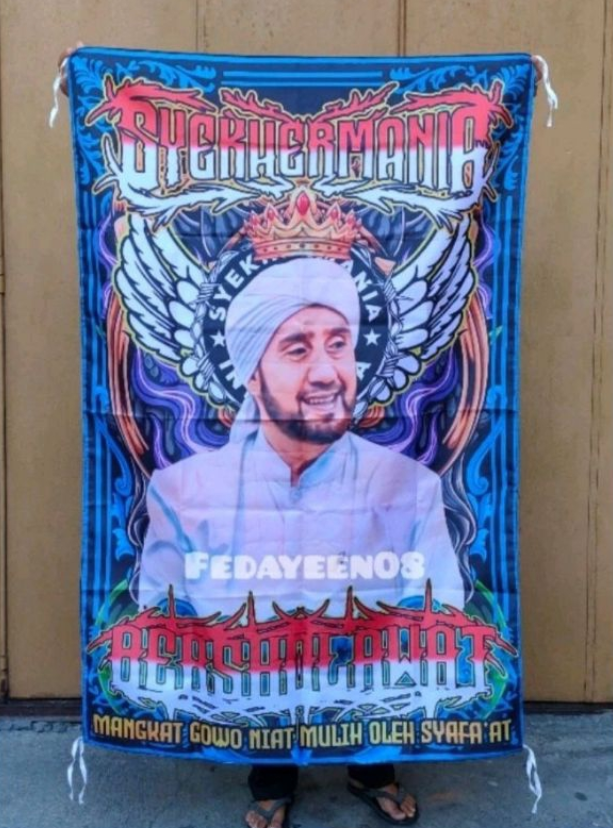 SYEKHERMANIA
SYEKHERMANIA
FEDAYEEN08
BERSHOLAWAT
MANGKAT GOWO NIAT MULIH OLEH SYAFA'AT